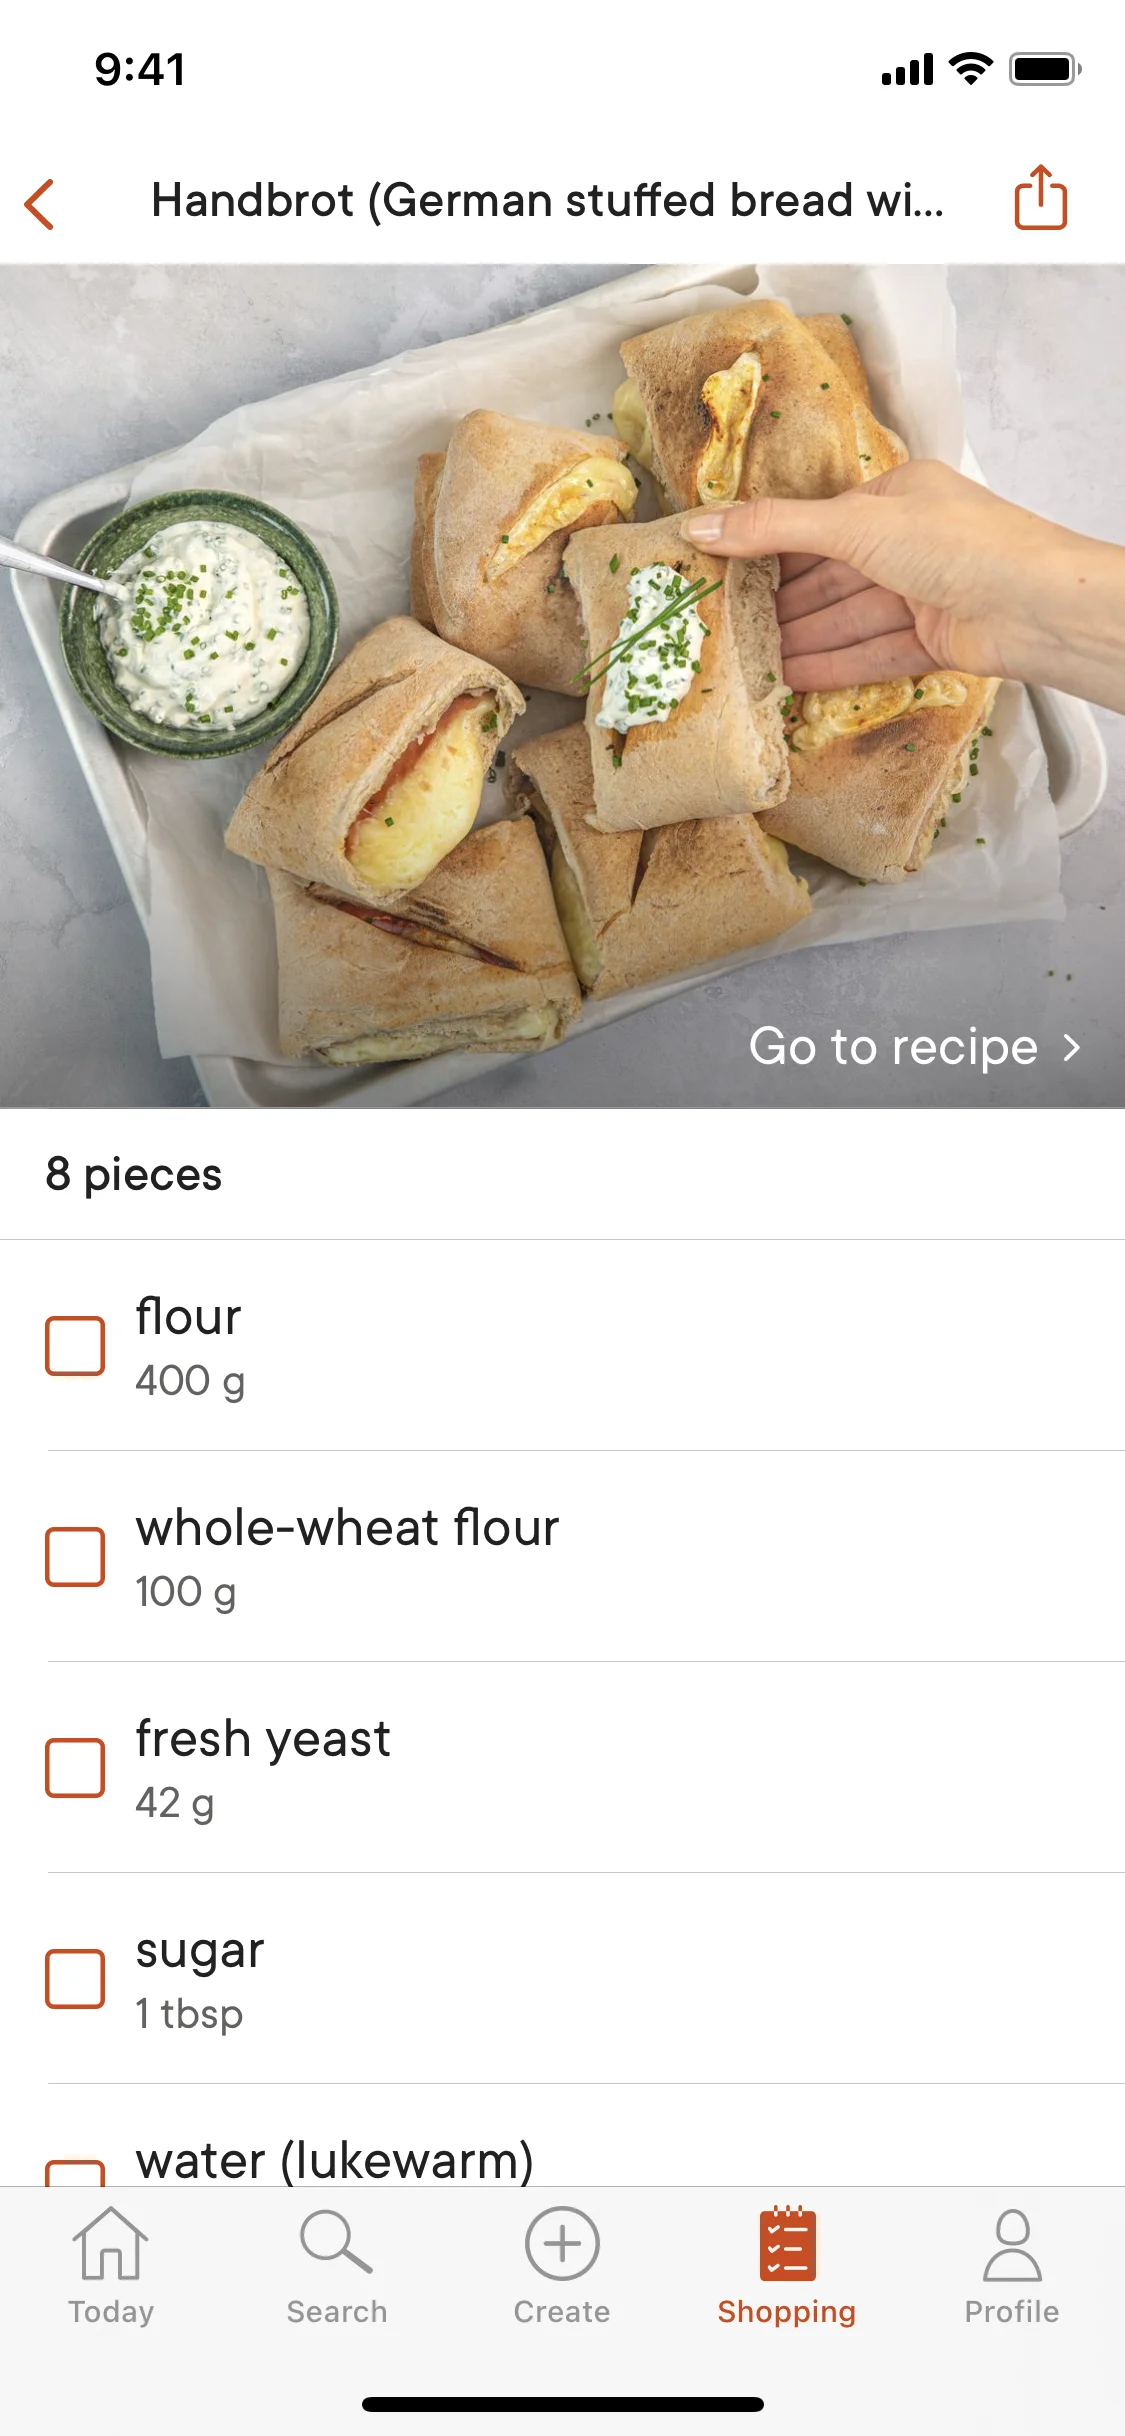 9:41
Handbrot (German stuffed bread wi...
Go to recipe
8 pieces
flour
400 g
whole-wheat flour
100 g
fresh yeast
42 g
sugar
1 tbsp
water (lukewarm)
Today
Search
Create
Shopping
Profile